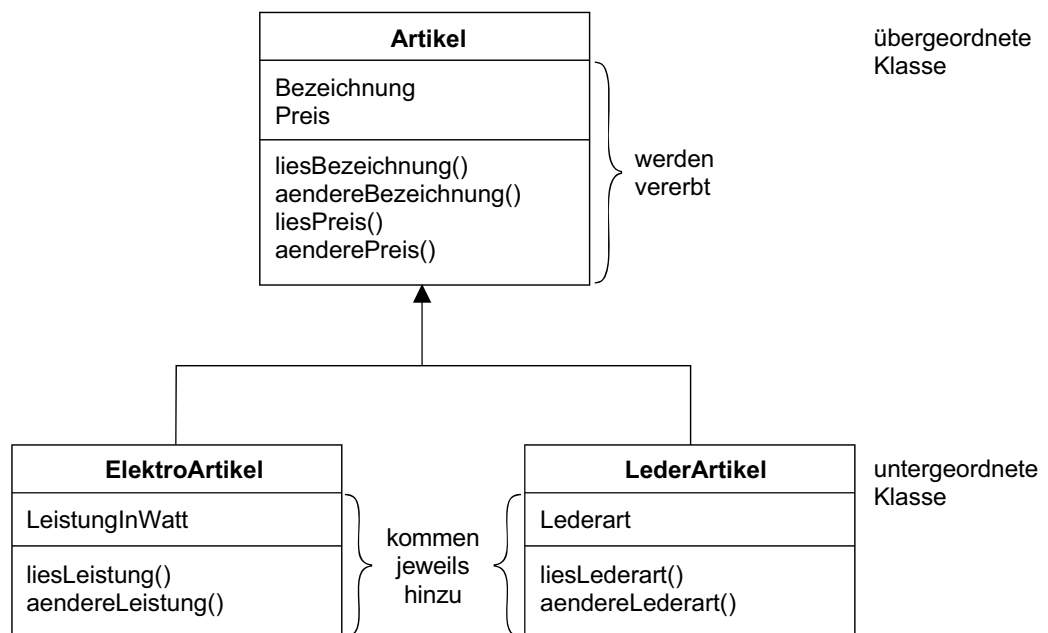 Artikel
übergeordnete
Klasse
Bezeichnung
Preis
liesBezeichnung()
aendereBezeichnung()
liesPreis()
aenderePreis()
werden
vererbt
ElektroArtikel
LeistungInWatt
liesLeistung()
aendereLeistung()
kommen
jeweils
hinzu
LederArtikel
Lederart
liesLederart()
aendereLederart()
untergeordnete
Klasse